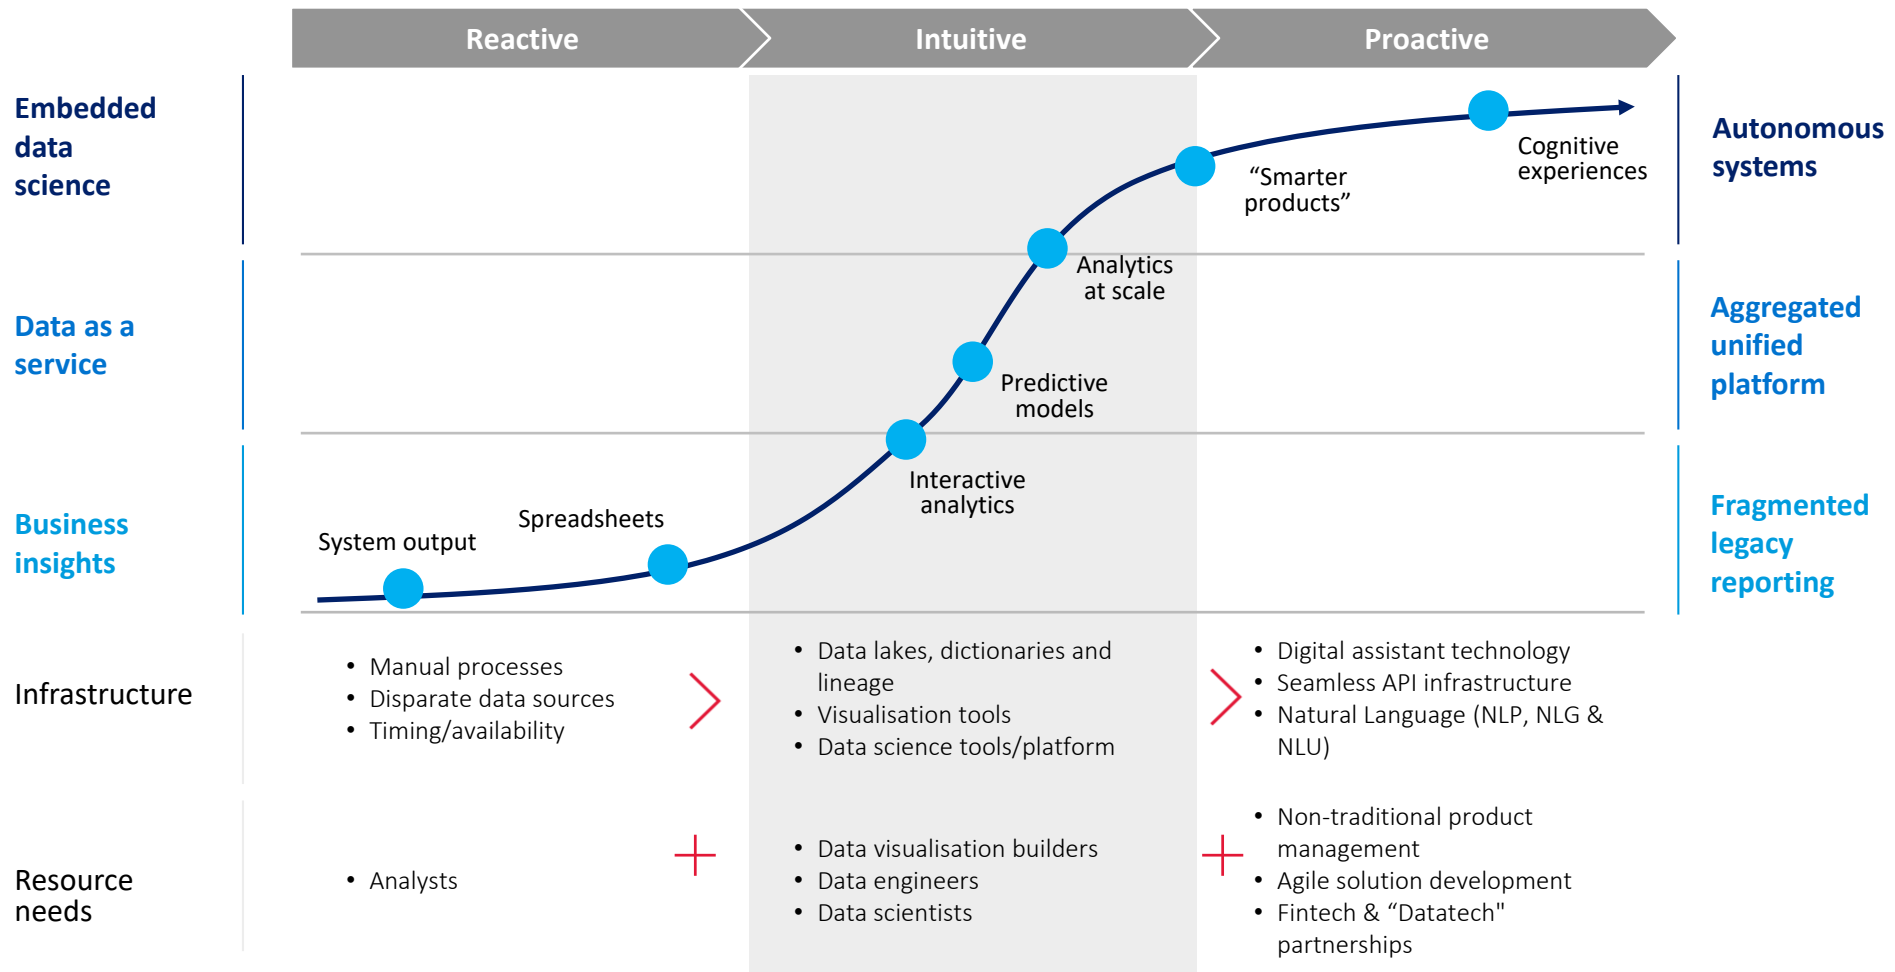 Reactive
Intuitive
Proactive
Embedded
data
science
Cognitive
experiences
“Smarter
products”
Autonomous
systems
Analytics
at scale
Data as a
service
Predictive
models
Aggregated
unified
platform
Interactive
analytics
Business
insights
System output
Spreadsheets
Fragmented
legacy
reporting
Infrastructure
• Manual processes
• Disparate data sources
• Timing/availability
• Data lakes, dictionaries and
lineage
• Visualisation tools
• Data science tools/platform
• Digital assistant technology
• Seamless API infrastructure
• Natural Language (NLP, NLG &
NLU)
Resource
needs
• Analysts
• Data visualisation builders
• Data engineers
• Data scientists
• Non-traditional product
management
• Agile solution development
• Fintech & “Datatech"
partnerships